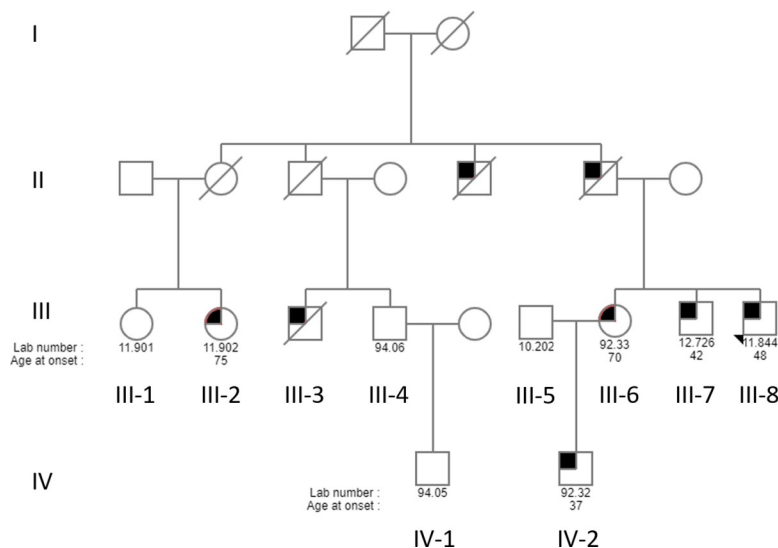 I
II
III
Lab number :
Age at onset :
11.901
11.902
75
94.06
10.202
92.33
70
12.726
42
11.844
48
III-1 III-2 III-3 III-4 III-5 III-6 III-7 III-8
IV
Lab number :
Age at onset :
94.05
92.32
37
IV-1 IV-2